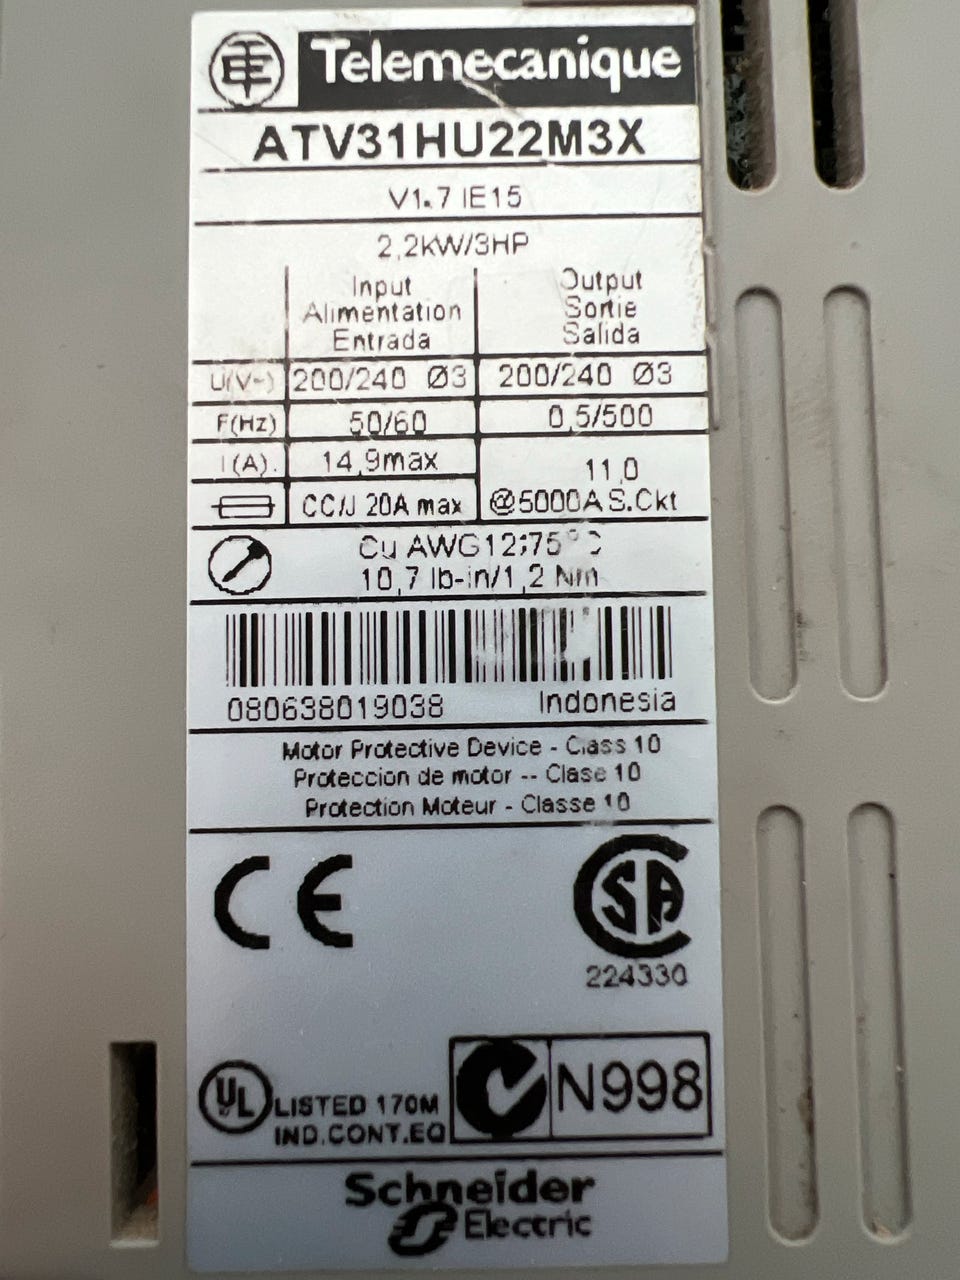 Telemecanique
ATV31HU22M3X
V1.7 IE15
2,2kW/3HP
Input Output
Alimentation Sortie
Entrada Salida
U(V~) 200/240 Ø3 200/240 Ø3
F(Hz) 50/60 0,5/500
I(A). 14,9max 11,0
CC/J 20A max @5000A S.Ckt
Cu AWG12;75°C
10,7 lb-in/1,2 Nm
080638019038 Indonesia
Motor Protective Device - Class 10
Proteccion de motor -- Clase 10
Protection Moteur - Classe 10
CE
SA
224330
UL LISTED 170M
IND.CONT.EQ
N998
Schneider
Electric